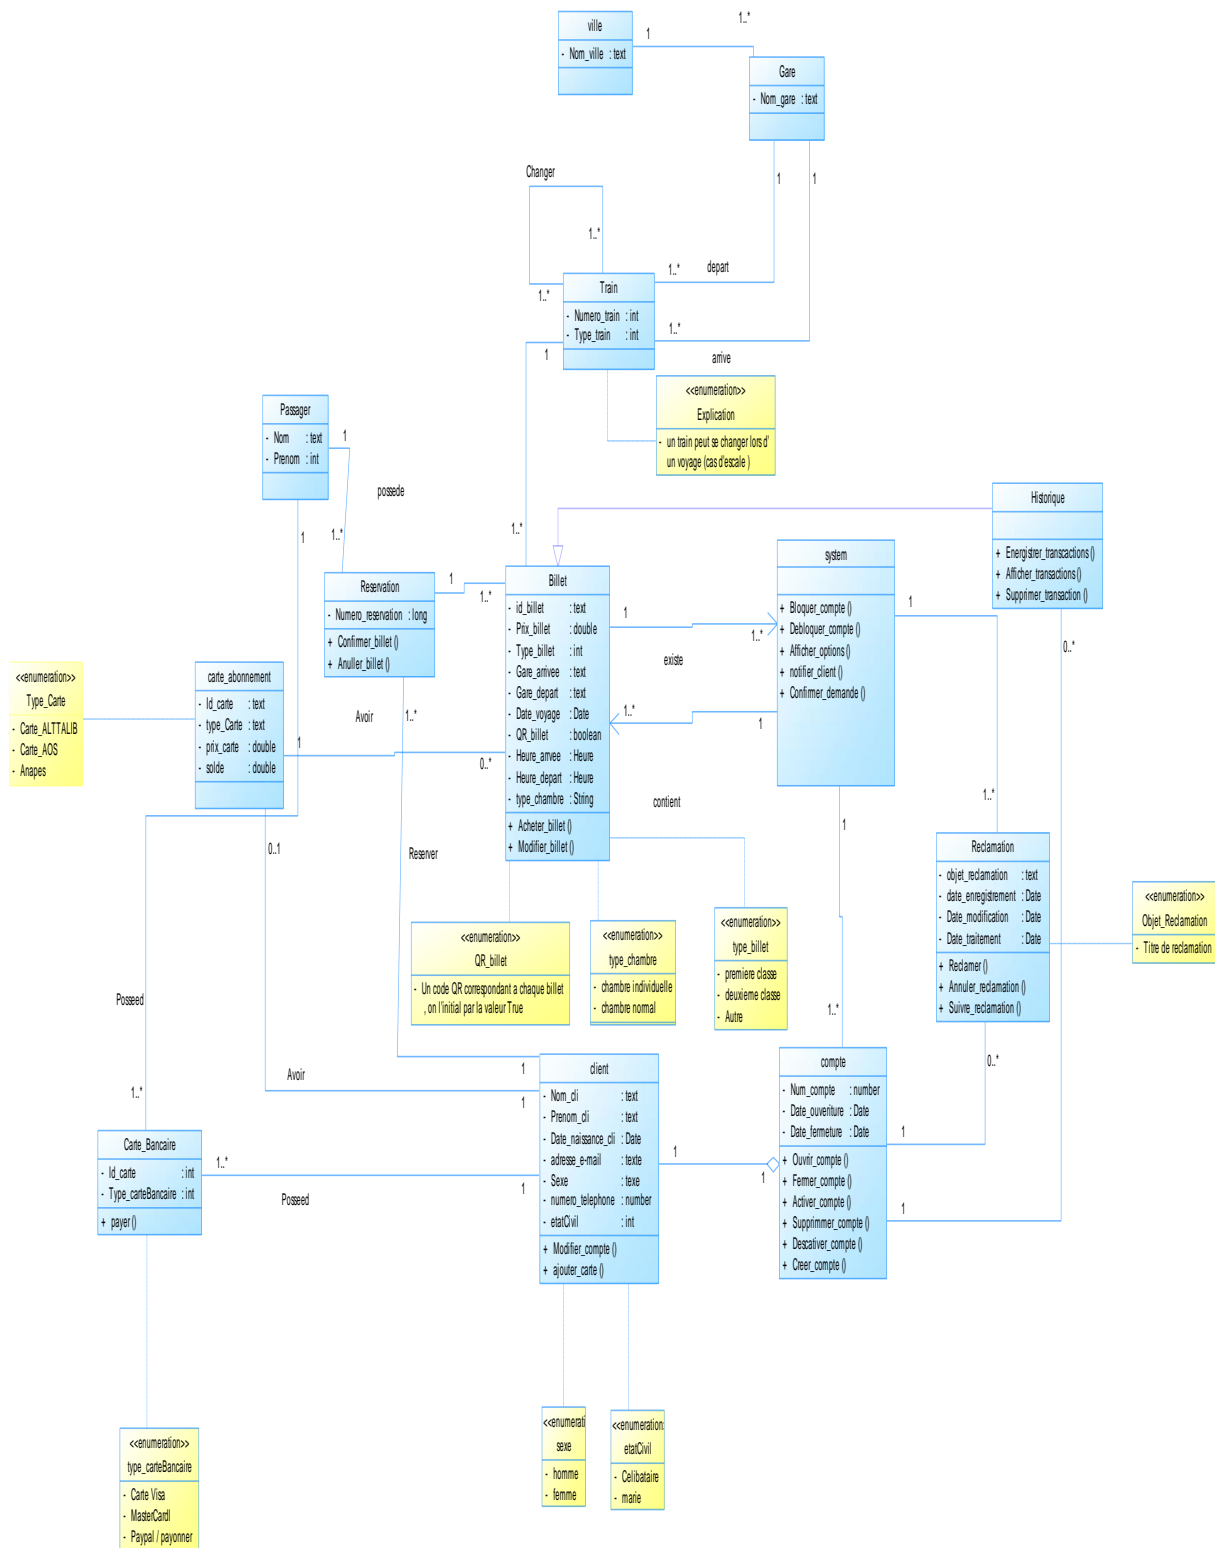 ville
- Nom_ville : text
1
1..*
Gare
- Nom_gare : text
1
1
Changer
1..*
1..*
1..*
depart
1..*
arrive
Train
- Numero_train : int
- Type_train : int
1
<<enumeration>>
Explication
- un train peut se changer lors d'
un voyage (cas d'escale )
Passager
- Nom : text
- Prenom : int
1
possede
1..*
1
1..*
Historique
+ Energistrer_transcactions ()
+ Afficher_transactions ()
+ Supprimer_transaction ()
0..*
Reservation
- Numero_reservation : long
+ Confirmer_billet ()
+ Anuller_billet ()
1
1..*
1..*
Billet
- id_billet : text
- Prix_billet : double
- Type_billet : int
- Gare_arrivee : text
- Gare_depart : text
- Date_voyage : Date
- QR_billet : boolean
- Heure_arrvee : Heure
- Heure_depart : Heure
- type_chambre : String
+ Acheter_billet ()
+ Modifier_billet ()
1
existe
1..*
1..*
1
contient
system
+ Bloquer_compte ()
+ Debloquer_compte ()
+ Afficher_options ()
+ notifier_client ()
+ Confirmer_demande ()
1
1..*
1
1..*
<<enumeration>>
Type_Carte
- Carte_ALTTALIB
- Carte_AOS
- Anapes
carte_abonnement
- Id_carte : text
- type_Carte : text
- prix_carte : double
- solde : double
Avoir
1
0..*
0..1
Reserver
Reclamation
- objet_reclamation : text
- date_enregistrement : Date
- Date_modification : Date
- Date_traitement : Date
+ Reclamer ()
+ Annuler_reclamation ()
+ Suivre_reclamation ()
0..*
<<enumeration>>
Objet_Reclamation
- Titre de reclamation
<<enumeration>>
QR_billet
- Un code QR correspondant a chaque billet
, on l'initial par la valeur True
<<enumeration>>
type_chambre
- chambre individuelle
- chambre normal
<<enumeration>>
type_billet
- premiere classe
- deuxieme classe
- Autre
Posseed
1..*
Avoir
1
1
client
- Nom_cli : text
- Prenom_cli : text
- Date_naissance_cli : Date
- adresse_e-mail : texte
- Sexe : texe
- numero_telephone : number
- etatCivil : int
+ Modifier_compte ()
+ ajouter_carte ()
1
1
compte
- Num_compte : number
- Date_ouveriture : Date
- Date_fermeture : Date
+ Ouvrir_compte ()
+ Fermer_compte ()
+ Activer_compte ()
+ Supprimmer_compte ()
+ Descativer_compte ()
+ Creer_compte ()
1
1
Carte_Bancaire
- Id_carte : int
- Type_carteBancaire : int
+ payer ()
1..*
Posseed
1
<<enumeration>>
type_carteBancaire
- Carte Visa
- MasterCardl
- Paypal / payonner
<<enumerati
sexe
- homme
- femme
<<enumeration:
etatCivil
- Celibataire
- marie